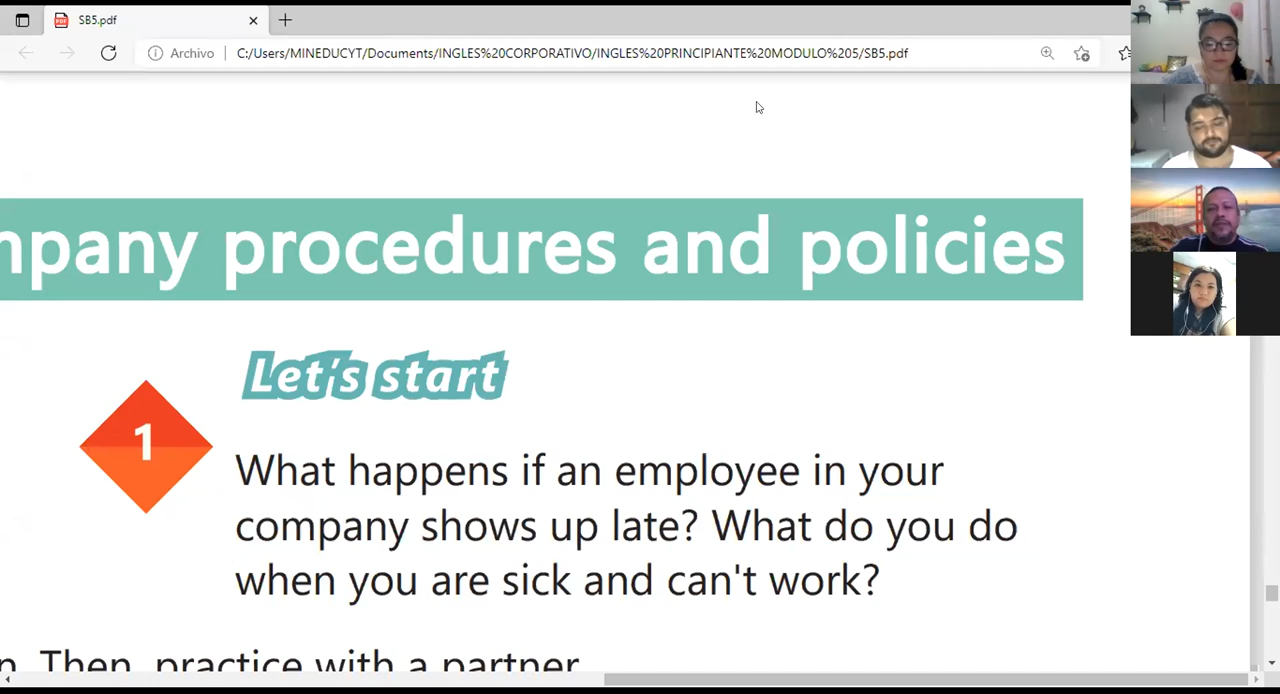 SB5.pdf
Archivo
C:/Users/MINEDUCYT/Documents/INGLES%20CORPORATIVO/INGLES%20PRINCIPIANTE%20MODULO%205/SB5.pdf
mpany procedures and policies
Let's start
1
What happens if an employee in your
company shows up late? What do you do
when you are sick and can't work?
n. Then, practice with a partner.